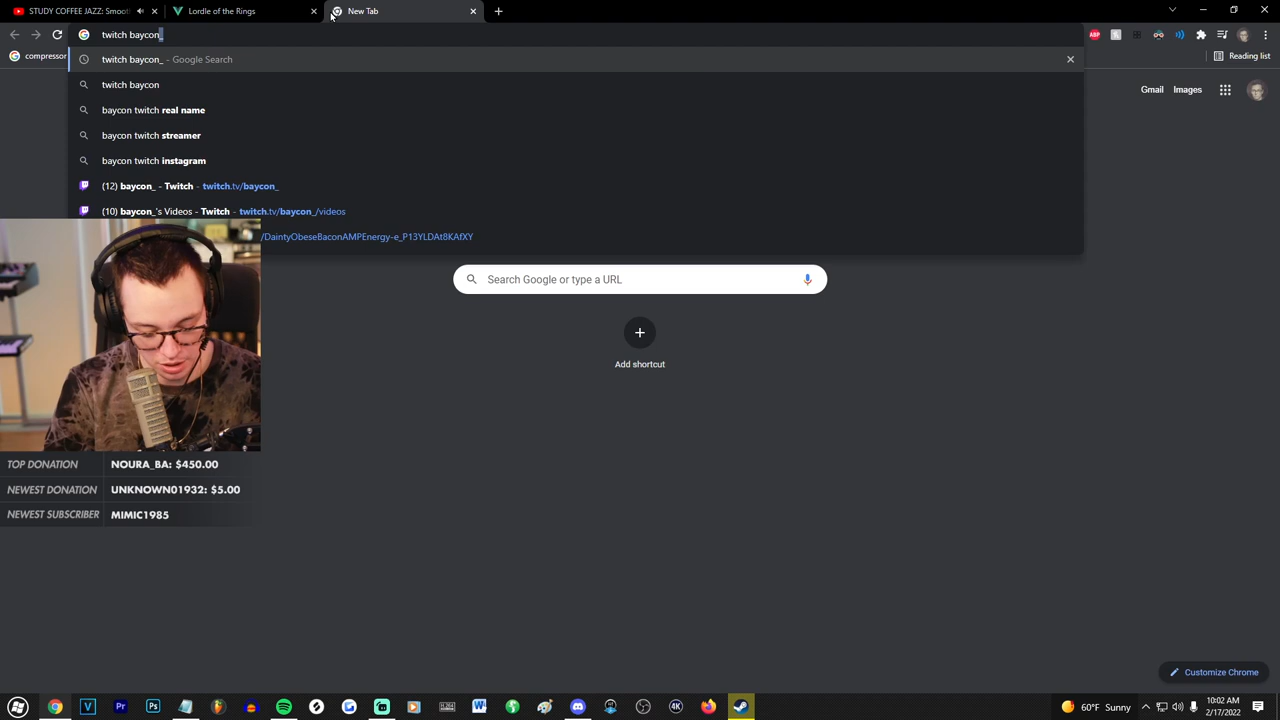 STUDY COFFEE JAZZ: Smoot
Lordle of the Rings
New Tab
twitch baycon_
compressor
Reading list
twitch baycon_ - Google Search
twitch baycon
baycon twitch real name
baycon twitch streamer
baycon twitch instagram
(12) baycon_ - Twitch - twitch.tv/baycon_
(10) baycon_'s Videos - Twitch - twitch.tv/baycon_/videos
/DaintyObeseBaconAMPEnergy-e_P13YLDAt8KAfXY
Gmail Images
Search Google or type a URL
Add shortcut
TOP DONATION NOURA_BA: $450.00
NEWEST DONATION UNKNOWN01932: $5.00
NEWEST SUBSCRIBER MIMIC1985
Customize Chrome
60°F Sunny
10:02 AM
2/17/2022